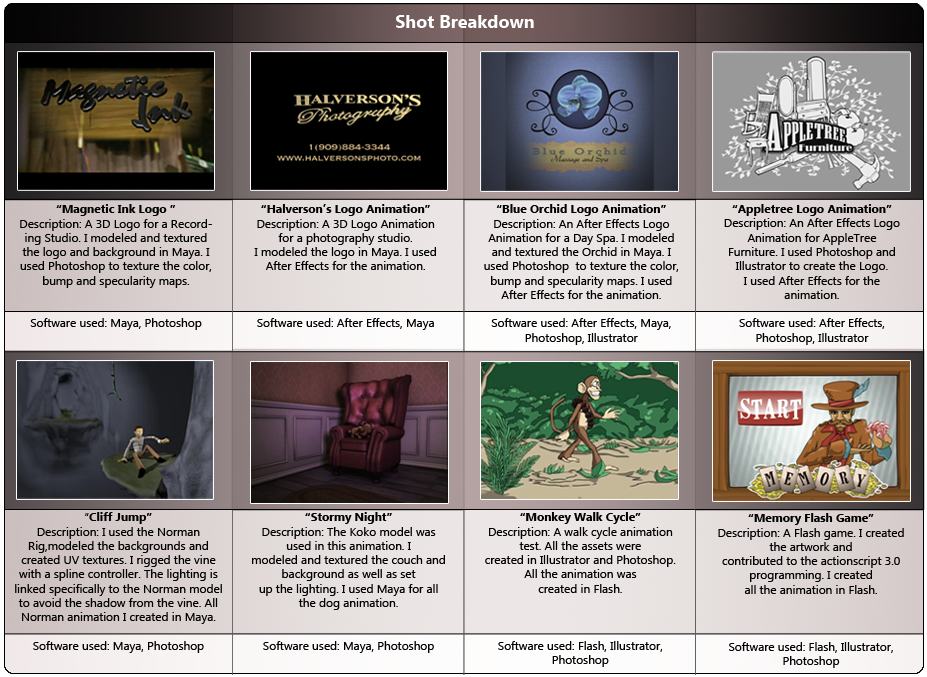 Shot Breakdown
Magnetic
Ink
HALVERSON'S
Photography
1(909)884-3344
WWW.HALVERSONSPHOTO.COM
Blue Orchid
Massage and Spa
APPLETREE
Furniture
“Magnetic Ink Logo ”
Description: A 3D Logo for a Record-
ing Studio. I modeled and textured
the logo and background in Maya. I
used Photoshop to texture the color,
bump and specularity maps.
“Halverson’s Logo Animation”
Description: A 3D Logo Animation
for a photography studio.
I modeled the logo in Maya. I used
After Effects for the animation.
“Blue Orchid Logo Animation”
Description: An After Effects Logo
Animation for a Day Spa. I modeled
and textured the Orchid in Maya. I
used Photoshop  to texture the color,
bump and specularity maps. I used
After Effects for the animation.
“Appletree Logo Animation”
Description: An After Effects Logo
Animation for AppleTree
Furniture. I used Photoshop and
Illustrator to create the Logo.
I used After Effects for the
animation.
Software used: Maya, Photoshop
Software used: After Effects, Maya
Software used: After Effects, Maya,
Photoshop, Illustrator
Software used: After Effects,
Photoshop, Illustrator
START
MEMORY
"Cliff Jump”
Description: I used the Norman
Rig,modeled the backgrounds and
created UV textures. I rigged the vine
with a spline controller. The lighting is
linked specifically to the Norman model
to avoid the shadow from the vine. All
Norman animation I created in Maya.
“Stormy Night”
Description: The Koko model was
used in this animation. I
modeled and textured the couch and
background as well as set
up the lighting. I used Maya for all
the dog animation.
“Monkey Walk Cycle”
Description: A walk cycle animation
test. All the assets were
created in Illustrator and Photoshop.
All the animation was
created in Flash.
“Memory Flash Game”
Description: A Flash game. I created
the artwork and
contributed to the actionscript 3.0
programming. I created
all the animation in Flash.
Software used: Maya, Photoshop
Software used: Maya, Photoshop
Software used: Flash, Illustrator,
Photoshop
Software used: Flash, Illustrator,
Photoshop